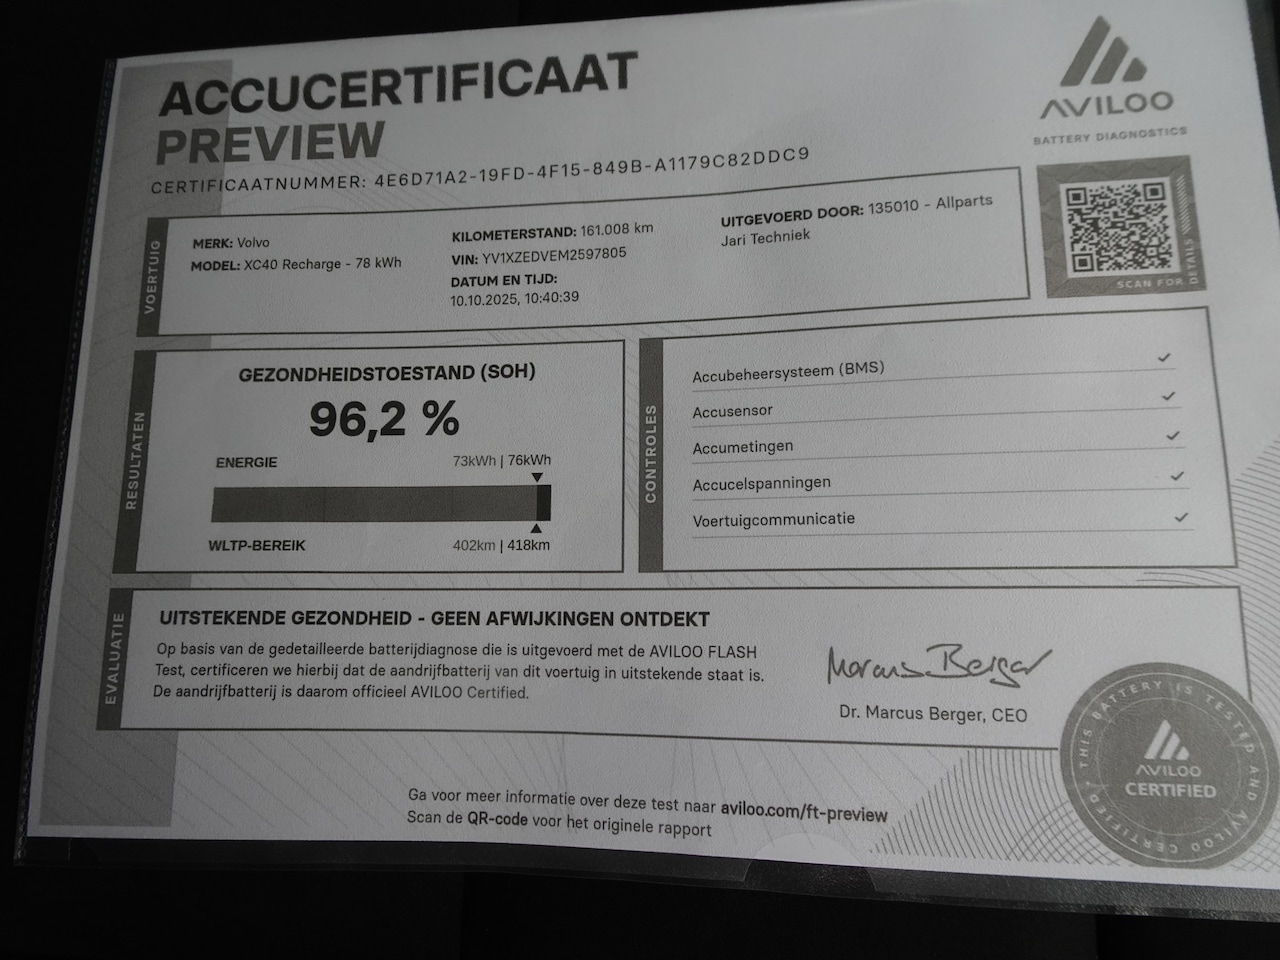 ACCUCERTIFICAAT
PREVIEW
CERTIFICAATNUMMER: 4E6D71A2-19FD-4F15-849B-A1179C82DDC9
AVILOO
BATTERY DIAGNOSTICS
SCAN FOR
DETAILS
VOERTUIG
MERK: Volvo
MODEL: XC40 Recharge - 78 kWh
KILOMETERSTAND: 161.008 km
VIN: YV1XZEDVEM2597805
DATUM EN TIJD:
10.10.2025, 10:40:39
UITGEVOERD DOOR: 135010 - Allparts
Jari Techniek
RESULTATEN
GEZONDHEIDSTOESTAND (SOH)
96,2 %
ENERGIE 73kWh | 76kWh
WLTP-BEREIK 402km | 418km
CONTROLES
Accubeheersysteem (BMS)
Accusensor
Accumetingen
Accucelspanningen
Voertuigcommunicatie
EVALUATIE
UITSTEKENDE GEZONDHEID - GEEN AFWIJKINGEN ONTDEKT
Op basis van de gedetailleerde batterijdiagnose die is uitgevoerd met de AVILOO FLASH
Test, certificeren we hierbij dat de aandrijfbatterij van dit voertuig in uitstekende staat is.
De aandrijfbatterij is daarom officieel AVILOO Certified.
Marcus Berger
Dr. Marcus Berger, CEO
THIS BATTERY IS TESTED AND AVILOO CERTIFIED!
AVILOO
CERTIFIED
Ga voor meer informatie over deze test naar aviloo.com/ft-preview
Scan de QR-code voor het originele rapport